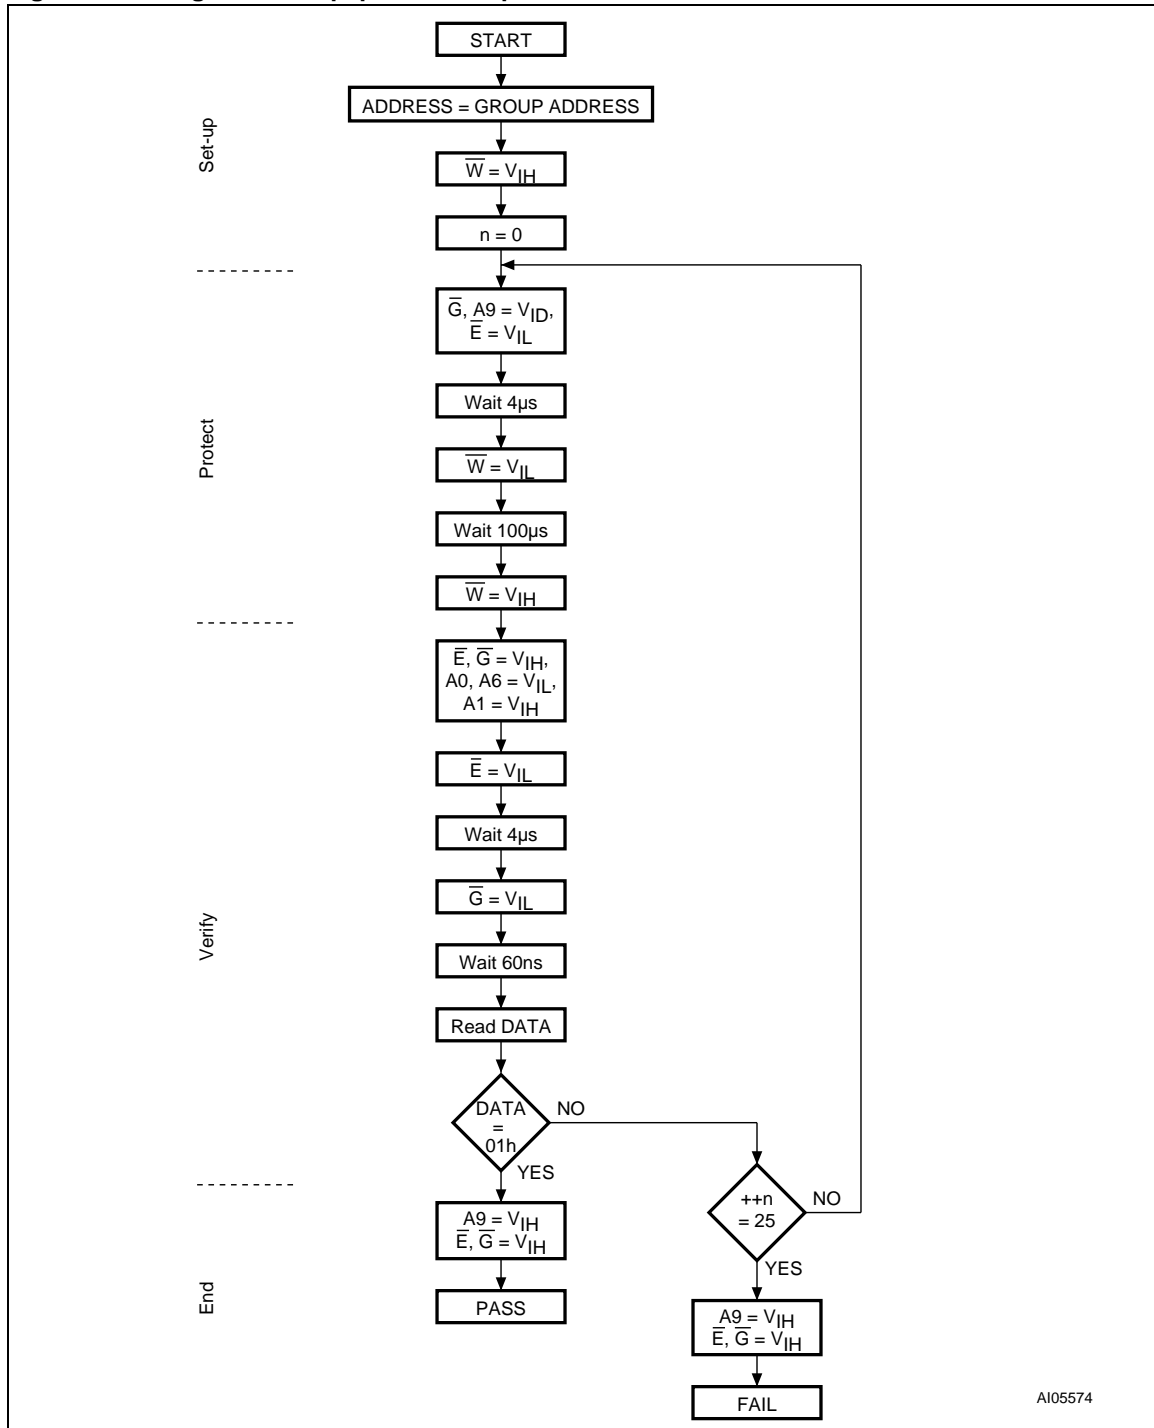 START
ADDRESS = GROUP ADDRESS
Set-up
W̅ = VIH
n = 0
G̅, A9 = VID,
E̅ = VIL
Wait 4µs
Protect
W̅ = VIL
Wait 100µs
W̅ = VIH
E̅, G̅ = VIH,
A0, A6 = VIL,
A1 = VIH
E̅ = VIL
Wait 4µs
G̅ = VIL
Verify
Wait 60ns
Read DATA
DATA
=
01h
NO
YES
++n
= 25
NO
YES
A9 = VIH
E̅, G̅ = VIH
End
PASS
A9 = VIH
E̅, G̅ = VIH
FAIL
AI05574